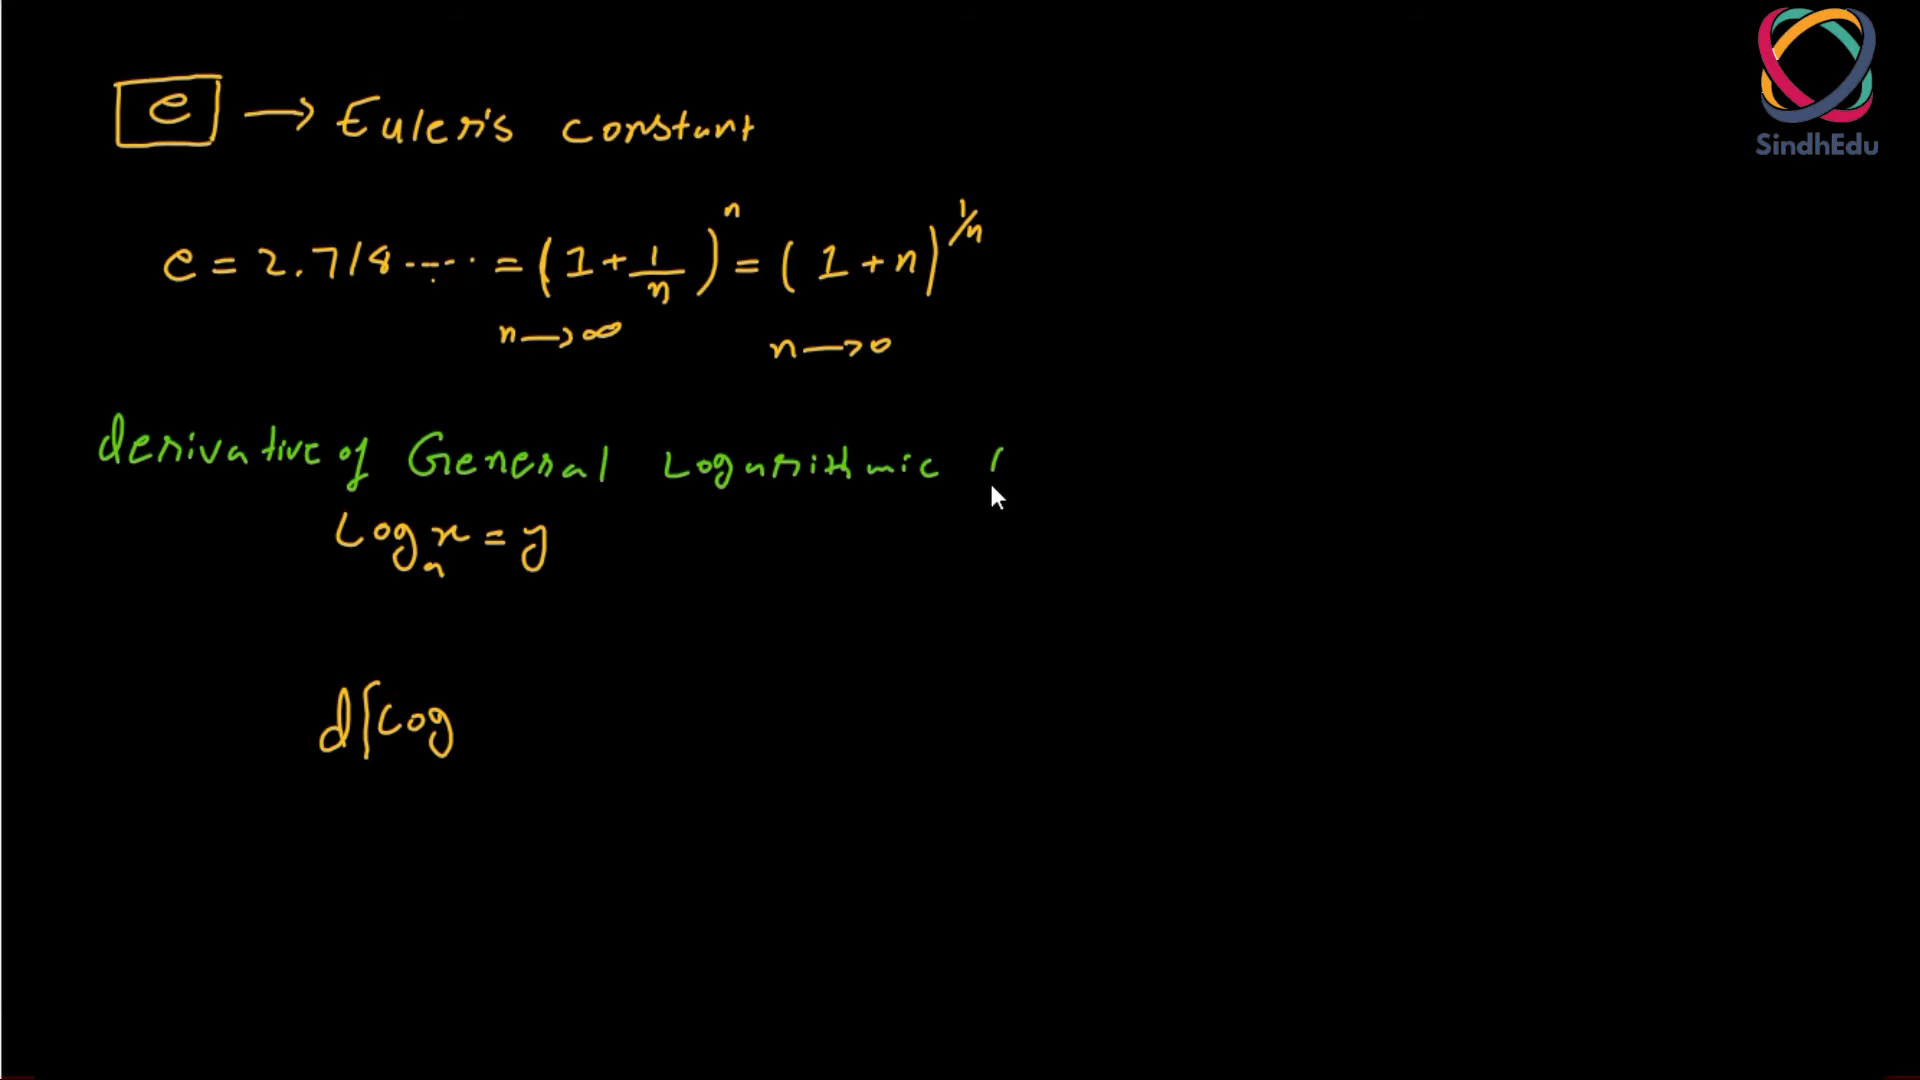 e → Euler's constant
SindhEdu
e = 2.718 ----- = (1 + 1/n)^n = (1 + n)^1/n
n → ∞ n → 0
derivative of General Logarithmic (
Log_a x = y
d[Log